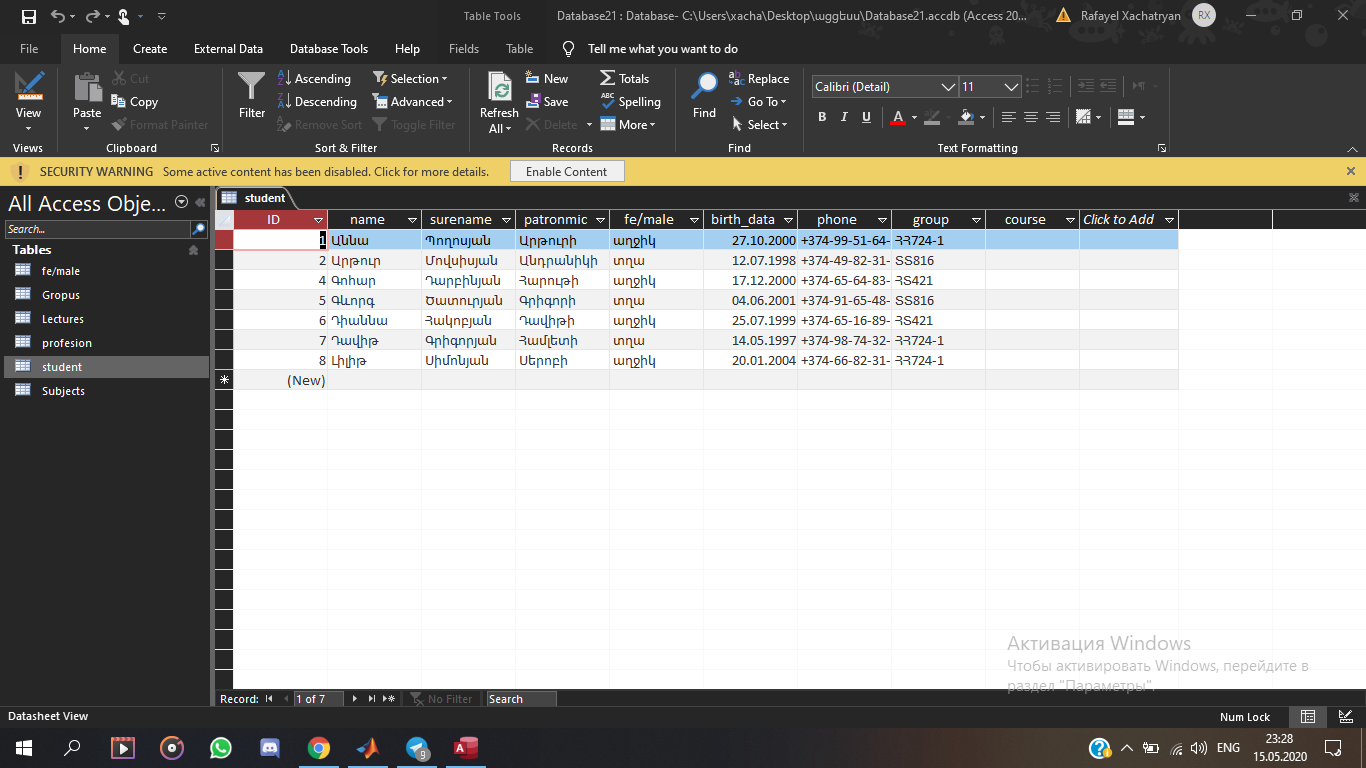 Table Tools
Database21 : Database- C:\Users\xacha\Desktop\ացցեսս\Database21.accdb (Access 20...
Rafayel Xachatryan
RX
File Home Create External Data Database Tools Help Fields Table Tell me what you want to do
View
Views
Paste
Cut
Copy
Format Painter
Clipboard
Filter
Ascending
Descending
Remove Sort
Selection
Advanced
Toggle Filter
Sort & Filter
Refresh All
New
Save
Delete
Totals
Spelling
More
Records
Find
Replace
Go To
Select
Find
Calibri (Detail) 11
B I U
Text Formatting
SECURITY WARNING Some active content has been disabled. Click for more details. Enable Content
All Access Obje...
Search...
Tables
fe/male
Gropus
Lectures
profesion
student
Subjects
student
ID name surename patronmic fe/male birth_data phone group course Click to Add
1 Աննա Պողոսյան Արթուրի աղջիկ 27.10.2000 +374-99-51-64- ՀՀ724-1
2 Արթուր Մովսիսյան Անդրանիկի տղա 12.07.1998 +374-49-82-31- ՏՏ816
4 Գոհար Դարբինյան Հարութի աղջիկ 17.12.2000 +374-65-64-83- ՀՏ421
5 Գևորգ Ծատուրյան Գրիգորի տղա 04.06.2001 +374-91-65-48- ՏՏ816
6 Դիաննա Հակոբյան Դավիթի աղջիկ 25.07.1999 +374-65-16-89- ՀՏ421
7 Դավիթ Գրիգորյան Համլետի տղա 14.05.1997 +374-98-74-32- ՀՀ724-1
8 Լիլիթ Սիմոնյան Սերոբի աղջիկ 20.01.2004 +374-66-82-31- ՀՀ724-1
(New)
Активация Windows
Чтобы активировать Windows, перейдите в
раздел "Параметры".
Record: 1 of 7 No Filter Search
Datasheet View
Num Lock
9
A
ENG
23:28
15.05.2020